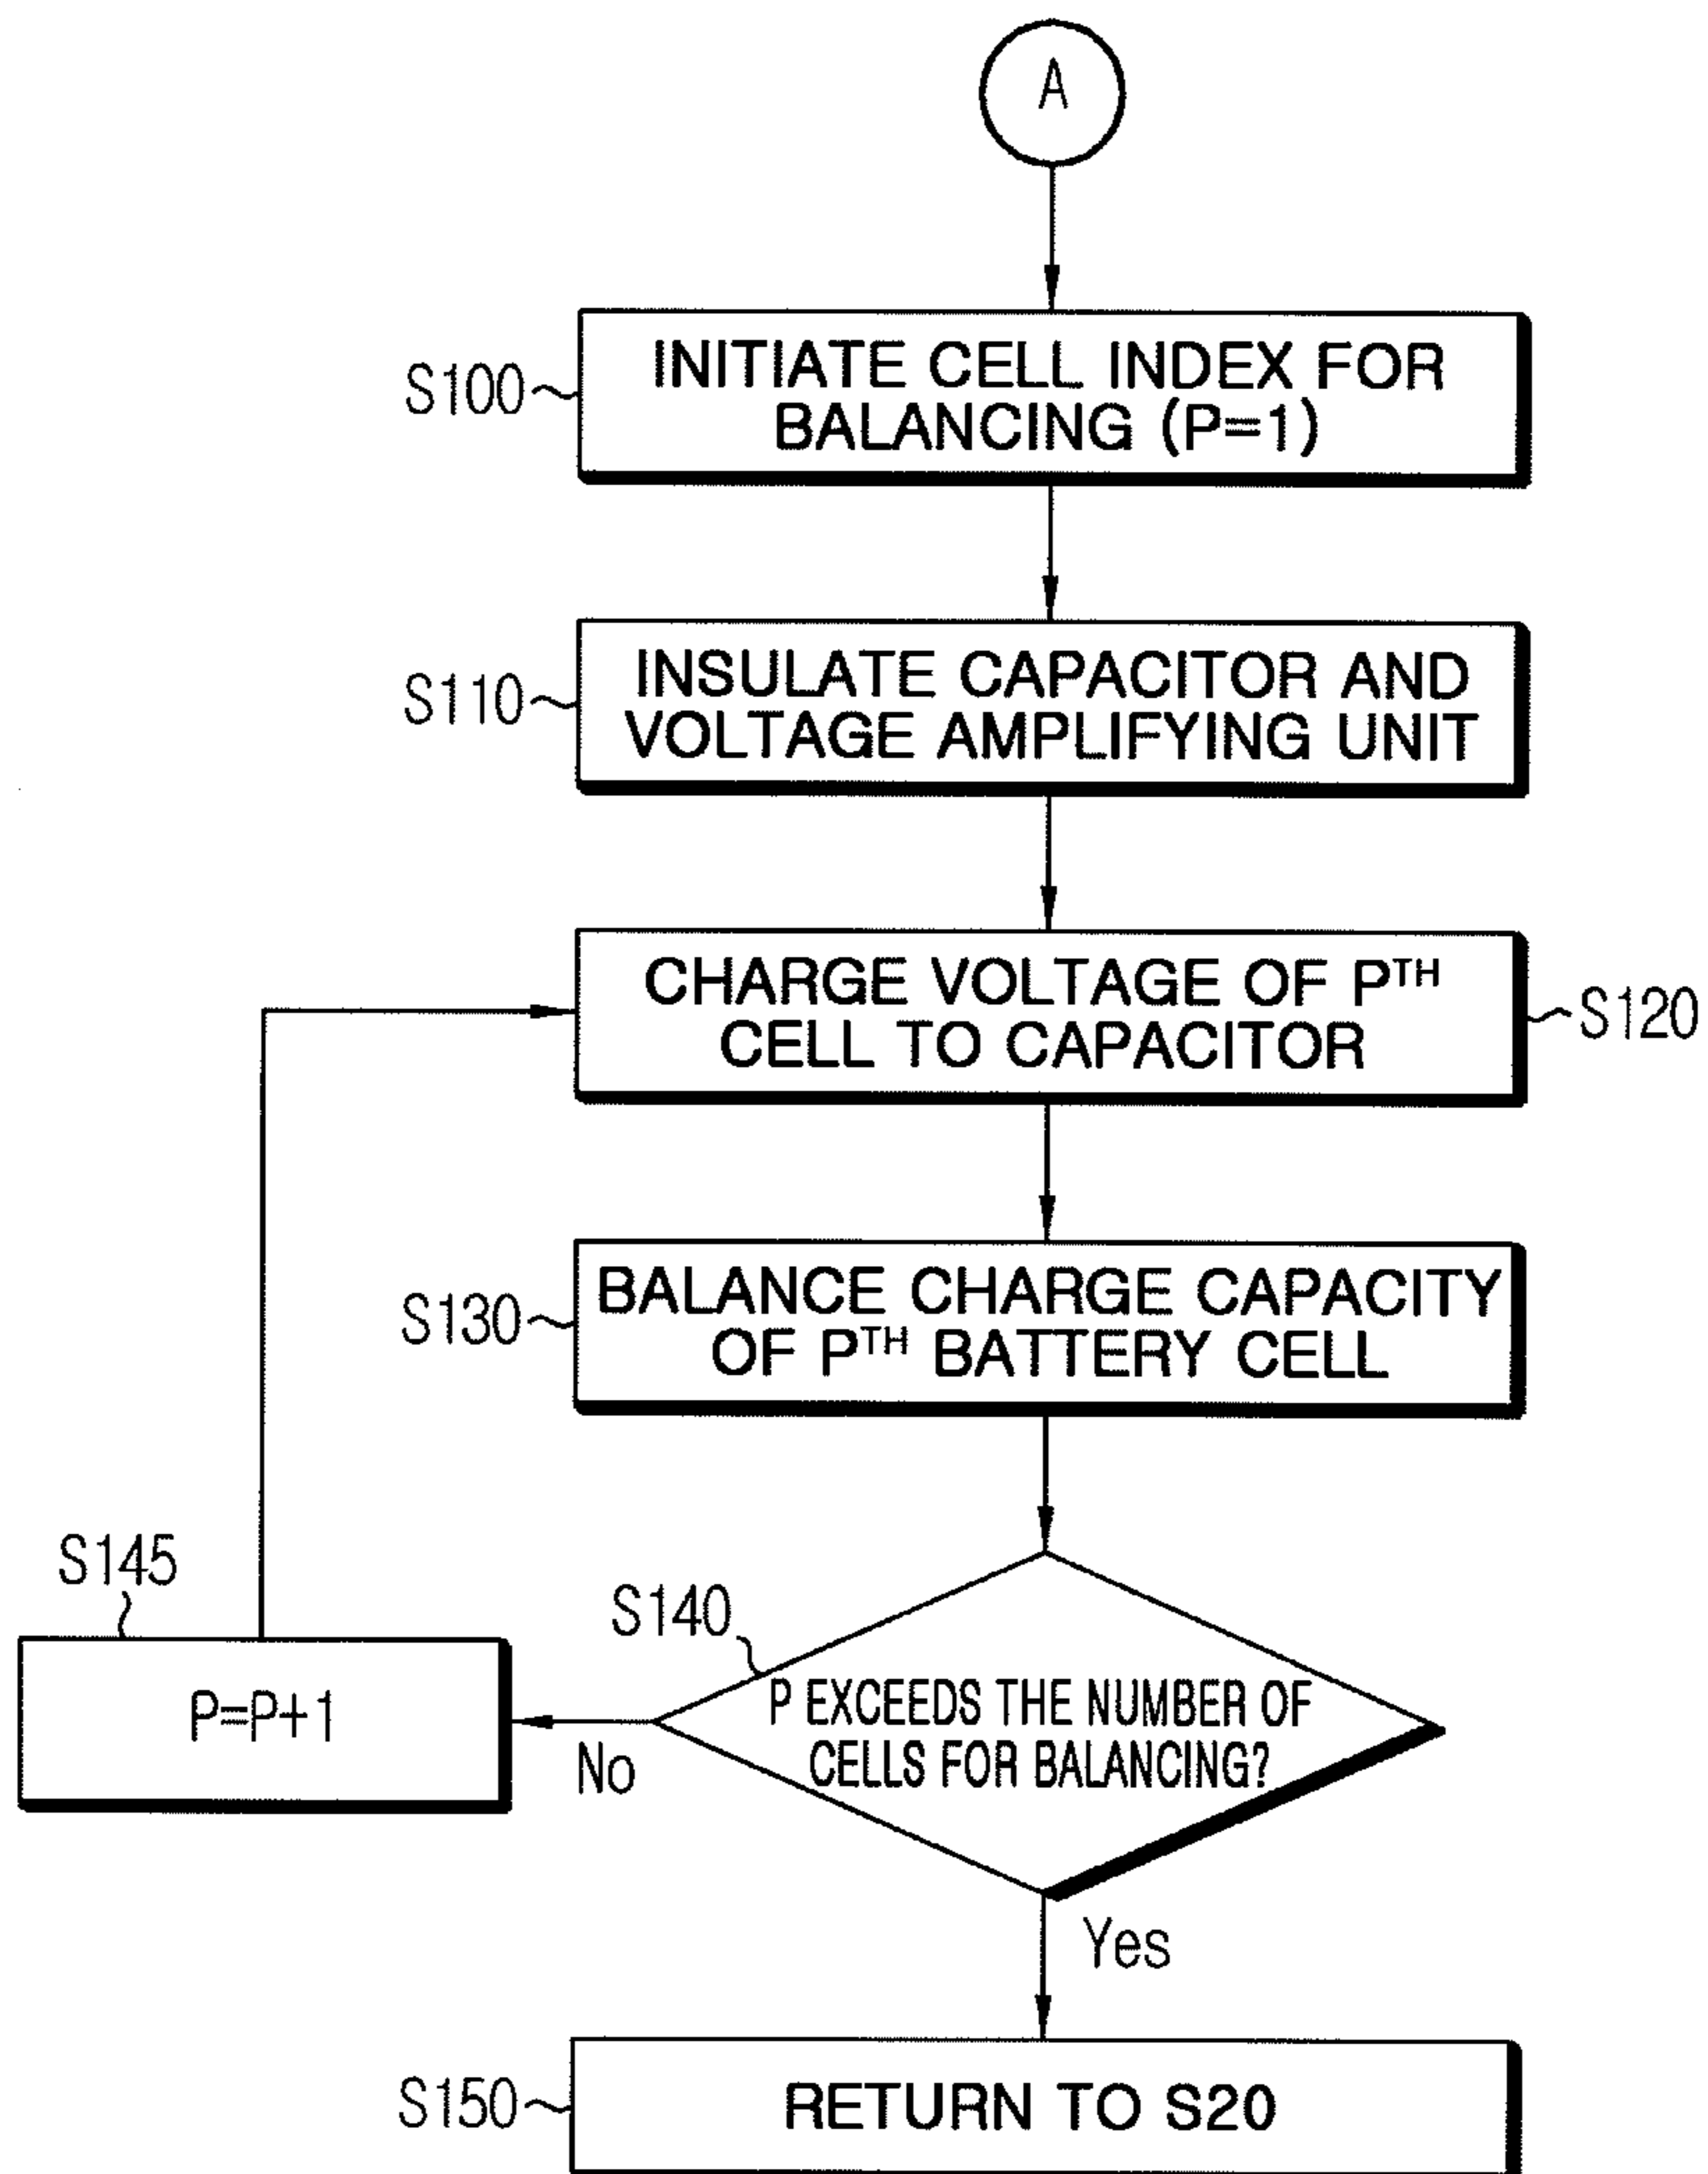 A
S100
INITIATE CELL INDEX FOR
BALANCING (P=1)
S110
INSULATE CAPACITOR AND
VOLTAGE AMPLIFYING UNIT
CHARGE VOLTAGE OF PTH
CELL TO CAPACITOR
S120
S130
BALANCE CHARGE CAPACITY
OF PTH BATTERY CELL
S145
P=P+1
S140
P EXCEEDS THE NUMBER OF
CELLS FOR BALANCING?
No
Yes
S150
RETURN TO S20